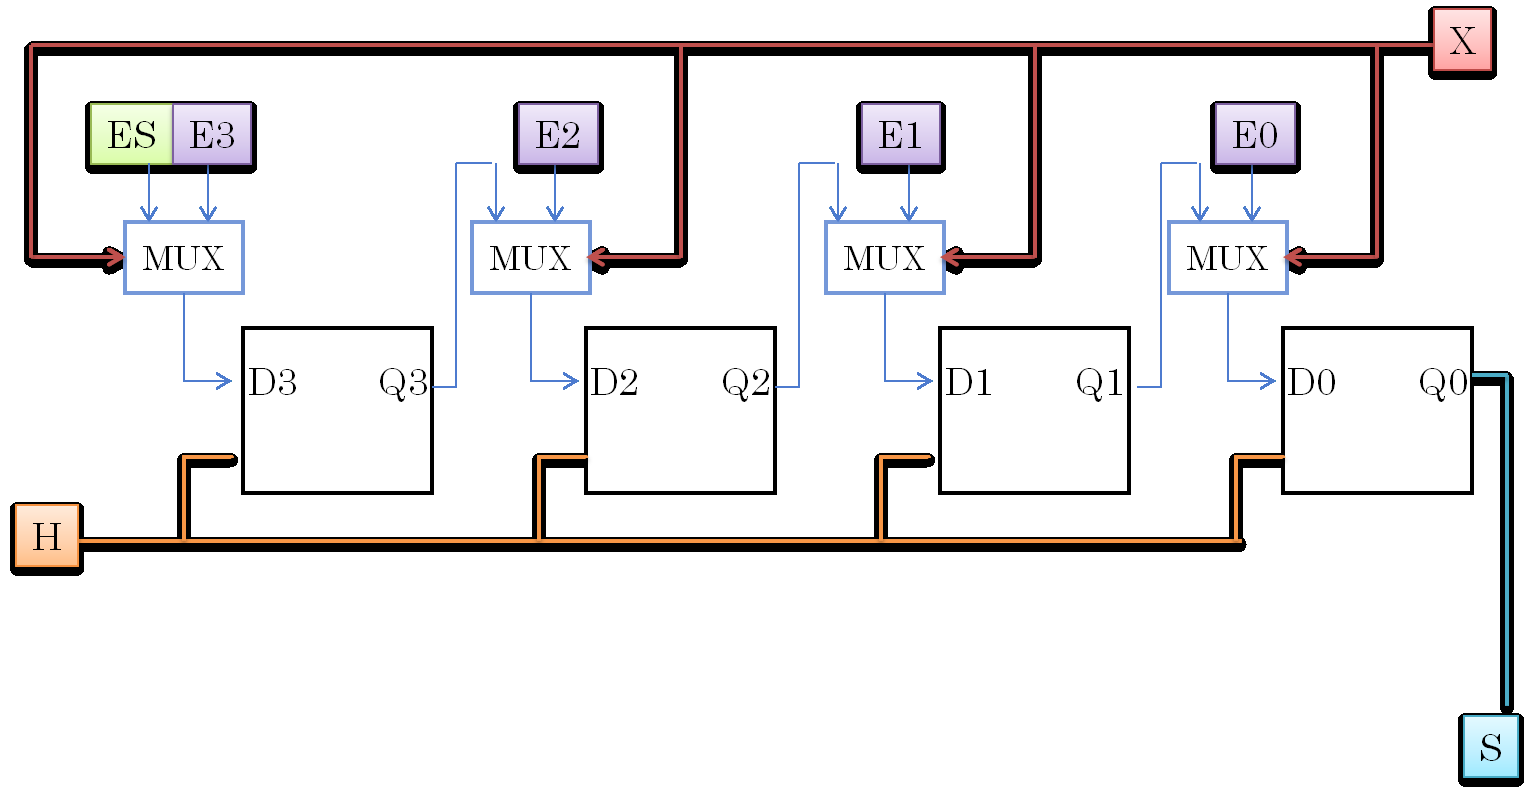 X
ES E3 E2 E1 E0
MUX MUX MUX MUX
D3 Q3 D2 Q2 D1 Q1 D0 Q0
H
S